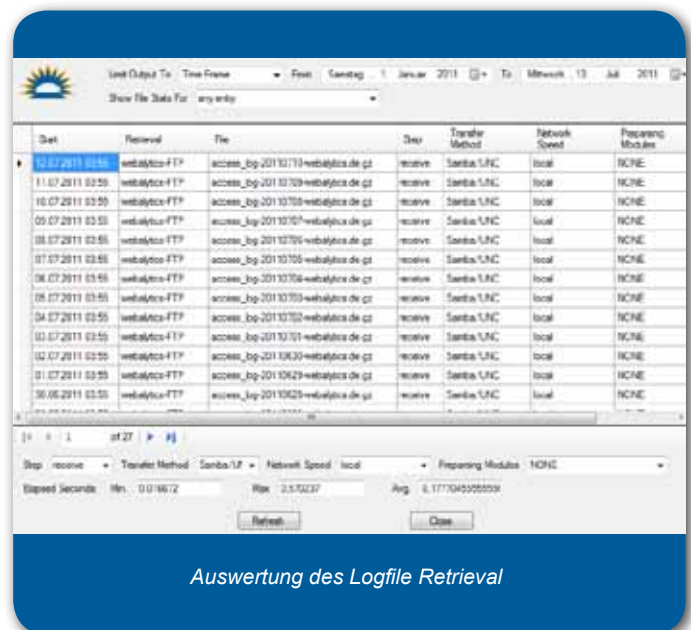 Limit Output To Time Frame From Samstag , 1 Januar 2011 To Mittwoch , 13 Juli 2011
Show File Stats For any entry
Start Retrieval File Step Transfer Method Network Speed Preparsing Modules
12.07.2011 03:55 webalytics-FTP access_log-20110710-webalytics.de.gz receive Samba/UNC local NONE
11.07.2011 03:55 webalytics-FTP access_log-20110709-webalytics.de.gz receive Samba/UNC local NONE
10.07.2011 03:55 webalytics-FTP access_log-20110708-webalytics.de.gz receive Samba/UNC local NONE
09.07.2011 03:55 webalytics-FTP access_log-20110707-webalytics.de.gz receive Samba/UNC local NONE
08.07.2011 03:55 webalytics-FTP access_log-20110706-webalytics.de.gz receive Samba/UNC local NONE
07.07.2011 03:55 webalytics-FTP access_log-20110705-webalytics.de.gz receive Samba/UNC local NONE
06.07.2011 03:55 webalytics-FTP access_log-20110704-webalytics.de.gz receive Samba/UNC local NONE
05.07.2011 03:55 webalytics-FTP access_log-20110703-webalytics.de.gz receive Samba/UNC local NONE
04.07.2011 03:55 webalytics-FTP access_log-20110702-webalytics.de.gz receive Samba/UNC local NONE
03.07.2011 03:55 webalytics-FTP access_log-20110701-webalytics.de.gz receive Samba/UNC local NONE
02.07.2011 03:55 webalytics-FTP access_log-20110630-webalytics.de.gz receive Samba/UNC local NONE
01.07.2011 03:55 webalytics-FTP access_log-20110629-webalytics.de.gz receive Samba/UNC local NONE
30.06.2011 03:55 webalytics-FTP access_log-20110628-webalytics.de.gz receive Samba/UNC local NONE
1 of 27
Step receive Transfer Method Samba/UN Network Speed local Preparsing Modules NONE
Elapsed Seconds: Min. Max Avg.
Refresh Close
Auswertung des Logfile Retrieval